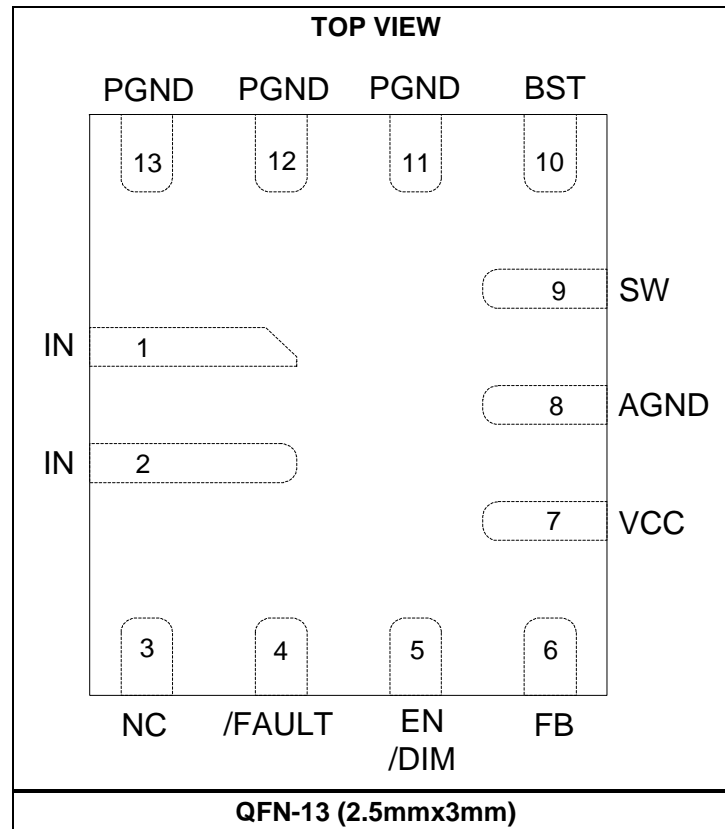 TOP VIEW
PGND PGND PGND BST
13 12 11 10
9 SW
IN 1
8 AGND
IN 2
7 VCC
3 4 5 6
NC /FAULT EN FB
/DIM
QFN-13 (2.5mmx3mm)